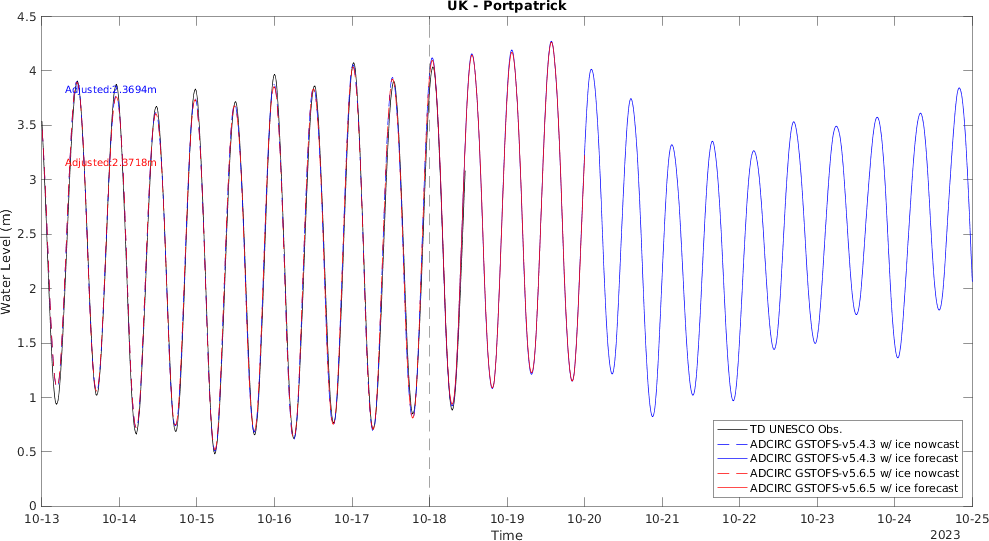 UK - Portpatrick
4.5
4
3.5
3
2.5
2
1.5
1
0.5
0
Water Level (m)
Adjusted:2.3694m
Adjusted:2.3718m
TD UNESCO Obs.
ADCIRC GSTOFS-v5.4.3 w/ ice nowcast
ADCIRC GSTOFS-v5.4.3 w/ ice forecast
ADCIRC GSTOFS-v5.6.5 w/ ice nowcast
ADCIRC GSTOFS-v5.6.5 w/ ice forecast
10-13 10-14 10-15 10-16 10-17 10-18 10-19 10-20 10-21 10-22 10-23 10-24 10-25
Time
2023